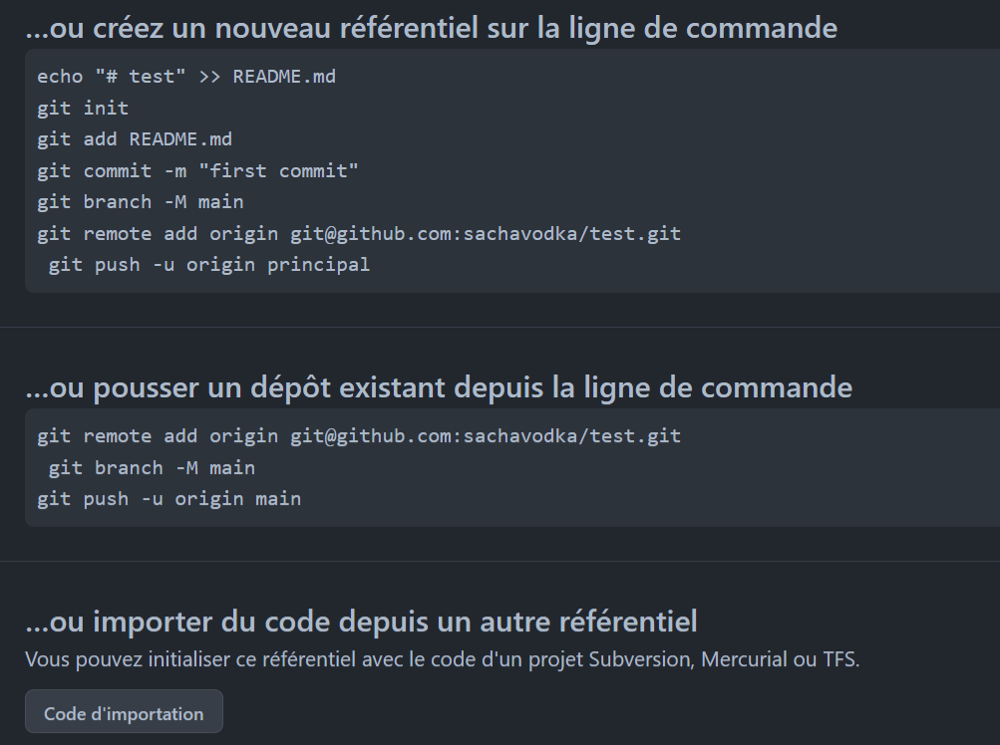 ...ou créez un nouveau référentiel sur la ligne de commande
echo "# test" >> README.md
git init
git add README.md
git commit -m "first commit"
git branch -M main
git remote add origin git@github.com:sachavodka/test.git
git push -u origin principal
...ou pousser un dépôt existant depuis la ligne de commande
git remote add origin git@github.com:sachavodka/test.git
git branch -M main
git push -u origin main
...ou importer du code depuis un autre référentiel
Vous pouvez initialiser ce référentiel avec le code d'un projet Subversion, Mercurial ou TFS.
Code d'importation